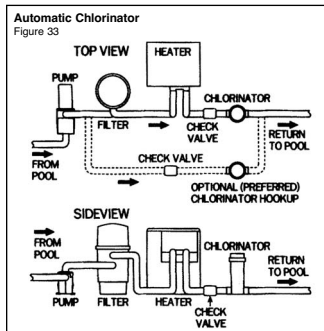 Automatic Chlorinator
Figure 33
TOP VIEW
HEATER
PUMP
CHLORINATOR
FILTER
CHECK
VALVE
RETURN
TO POOL
FROM
POOL
CHECK VALVE
OPTIONAL (PREFERRED)
CHLORINATOR HOOKUP
SIDEVIEW
FROM
POOL
CHLORINATOR
RETURN
TO POOL
PUMP
FILTER
HEATER
CHECK
VALVE